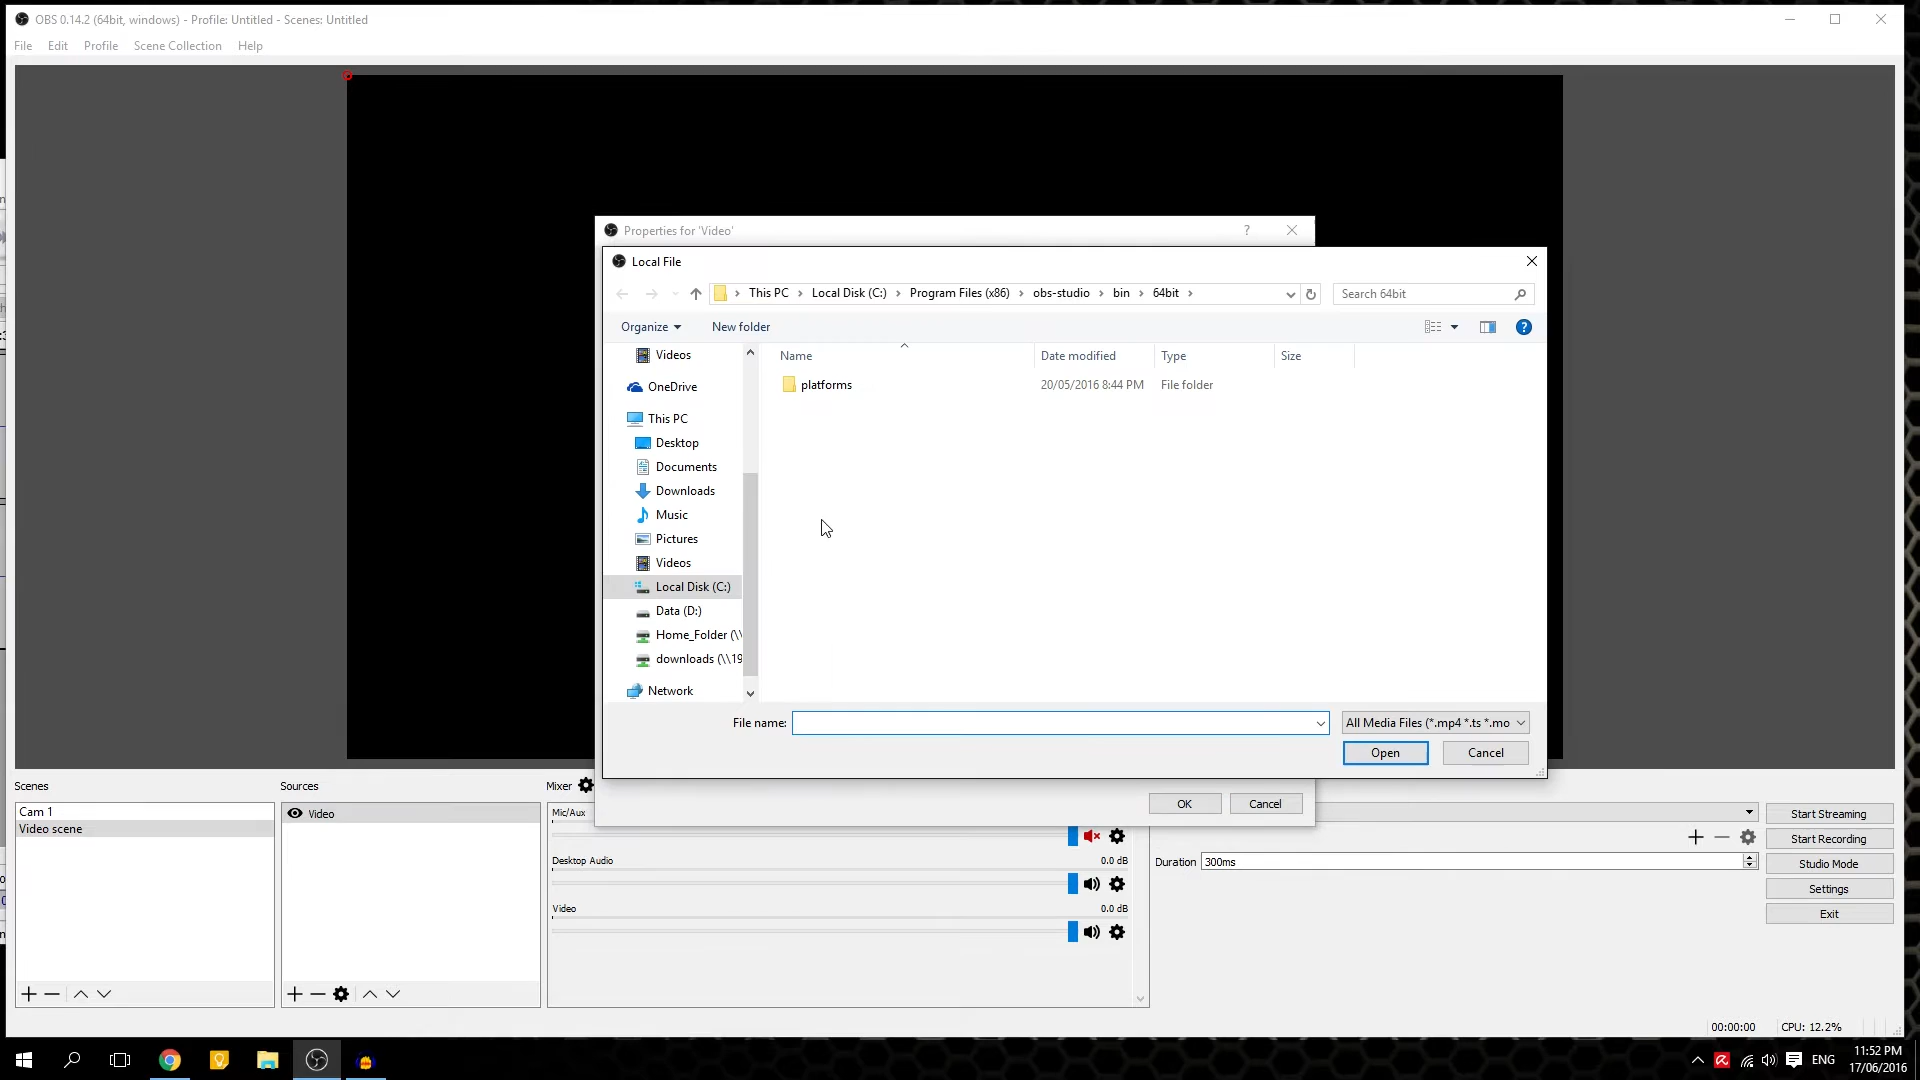 OBS 0.14.2 (64bit, windows) - Profile: Untitled - Scenes: Untitled
File Edit Profile Scene Collection Help
Properties for 'Video'
?
Local File
This PC
Local Disk (C:)
Program Files (x86)
obs-studio
bin
64bit
Search 64bit
Organize
New folder
?
Name
Date modified
Type
Size
platforms
20/05/2016 8:44 PM
File folder
Videos
OneDrive
This PC
Desktop
Documents
Downloads
Music
Pictures
Videos
Local Disk (C:)
Data (D:)
Home_Folder (\\
downloads (\\19
Network
File name:
All Media Files (*.mp4 *.ts *.mo
Open
Cancel
OK
Cancel
Scenes
Cam 1
Video scene
Sources
Video
Mixer
Mic/Aux
Desktop Audio
0.0 dB
Video
0.0 dB
Duration
300ms
Start Streaming
Start Recording
Studio Mode
Settings
Exit
00:00:00
CPU: 12.2%
ENG
11:52 PM
17/06/2016